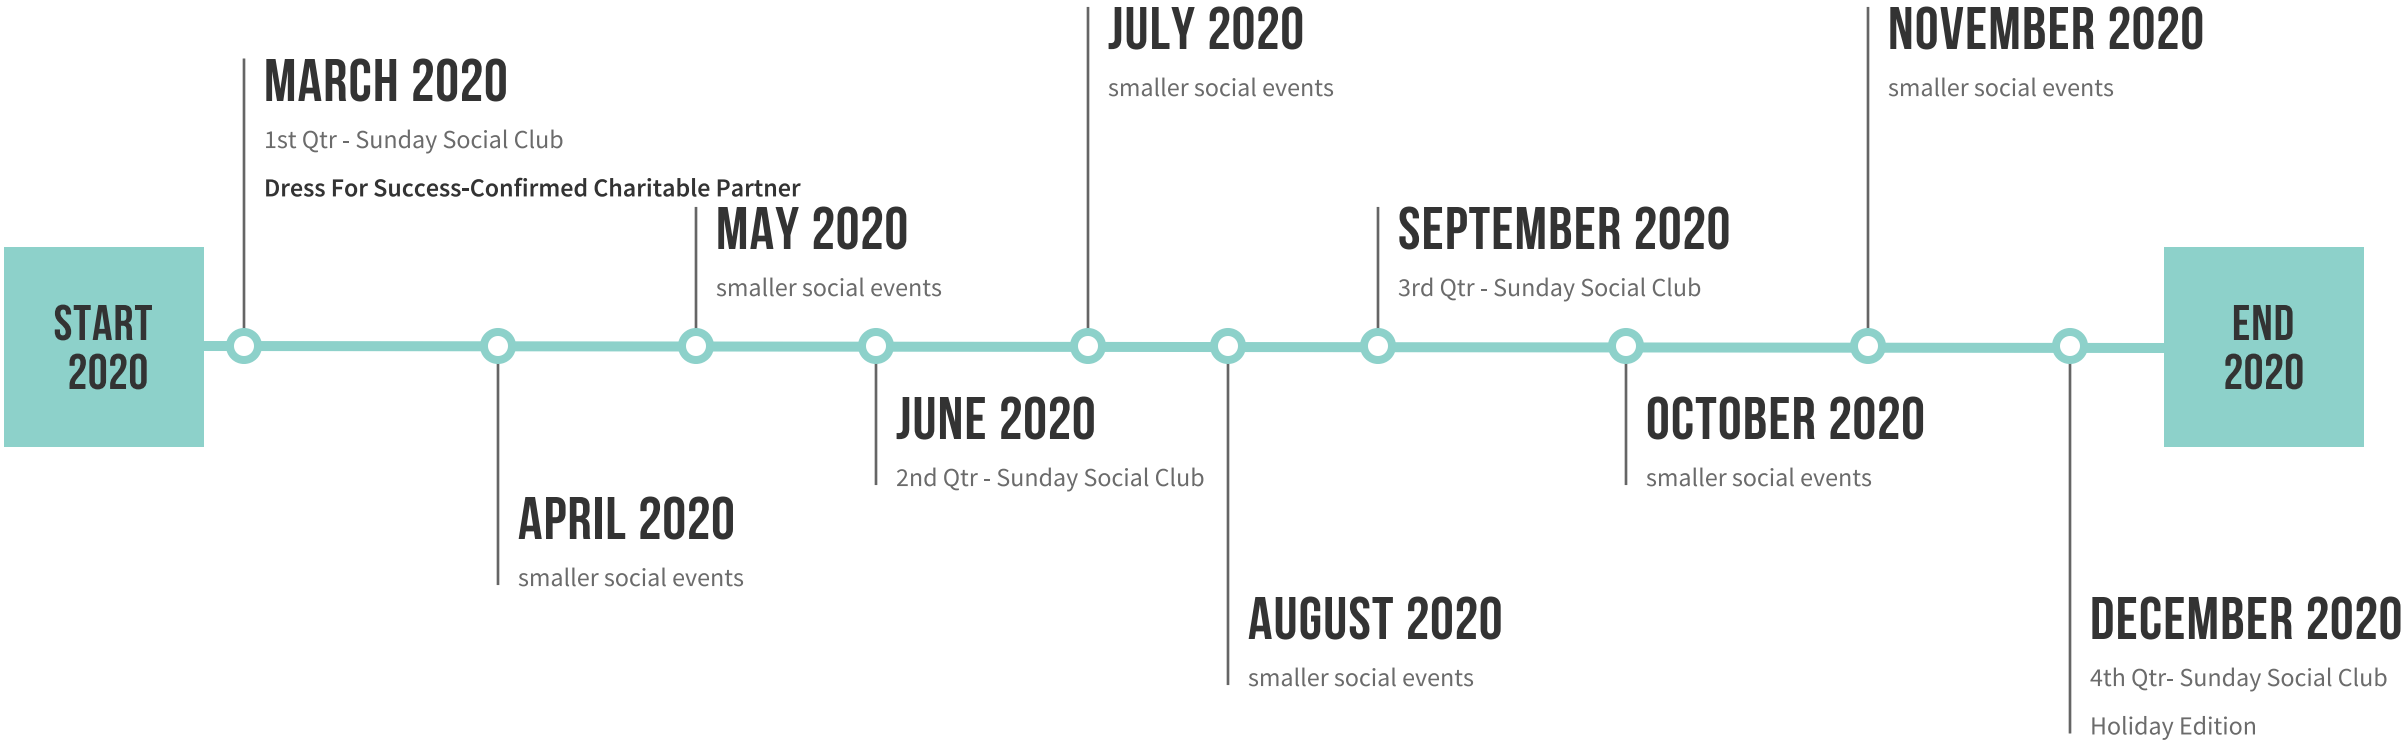 START
2020
MARCH 2020
1st Qtr - Sunday Social Club
Dress For Success-Confirmed Charitable Partner
APRIL 2020
smaller social events
MAY 2020
smaller social events
JUNE 2020
2nd Qtr - Sunday Social Club
JULY 2020
smaller social events
AUGUST 2020
smaller social events
SEPTEMBER 2020
3rd Qtr - Sunday Social Club
OCTOBER 2020
smaller social events
NOVEMBER 2020
smaller social events
DECEMBER 2020
4th Qtr- Sunday Social Club
Holiday Edition
END
2020